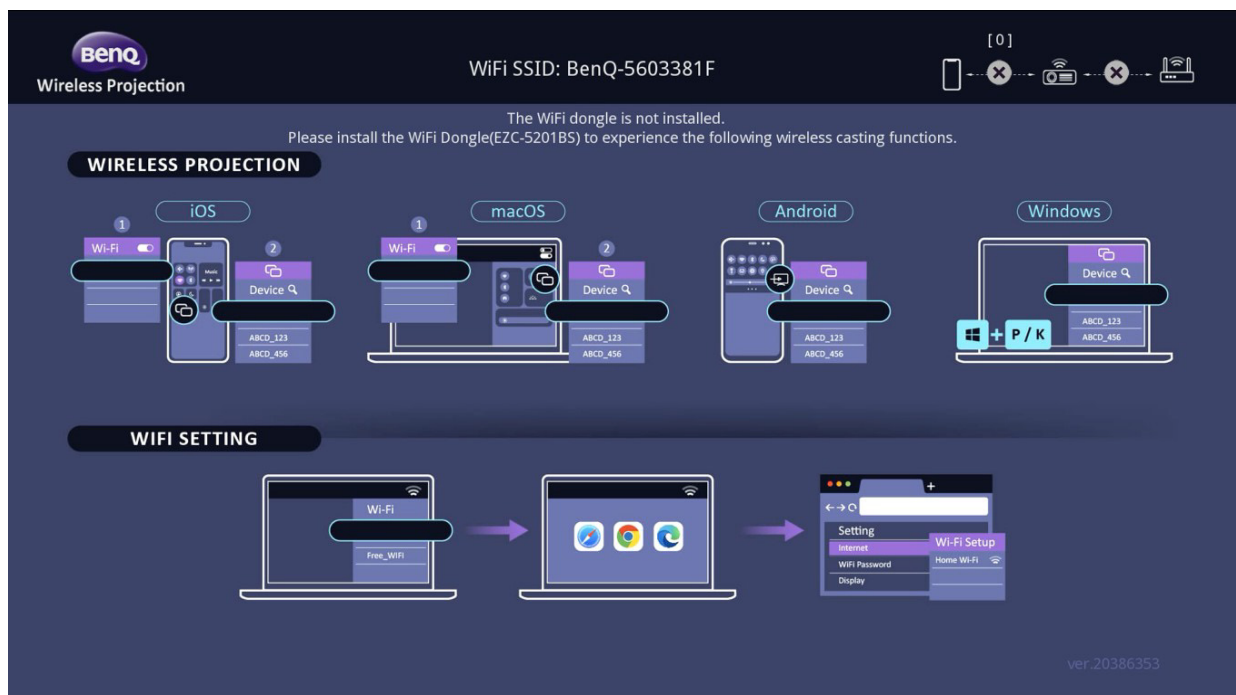 BenQ
Wireless Projection
WiFi SSID: BenQ-5603381F
[ 0 ]
The WiFi dongle is not installed.
Please install the WiFi Dongle(EZC-5201BS) to experience the following wireless casting functions.
WIRELESS PROJECTION
iOS
1
Wi-Fi
Music
2
Device
ABCD_123
ABCD_456
macOS
1
Wi-Fi
2
Device
ABCD_123
ABCD_456
Android
Device
ABCD_123
ABCD_456
Windows
Device
ABCD_123
ABCD_456
+ P / K
WIFI SETTING
Wi-Fi
Free_WIFI
+
Setting
Internet
WiFi Password
Display
Wi-Fi Setup
Home Wi-Fi
ver.20386353